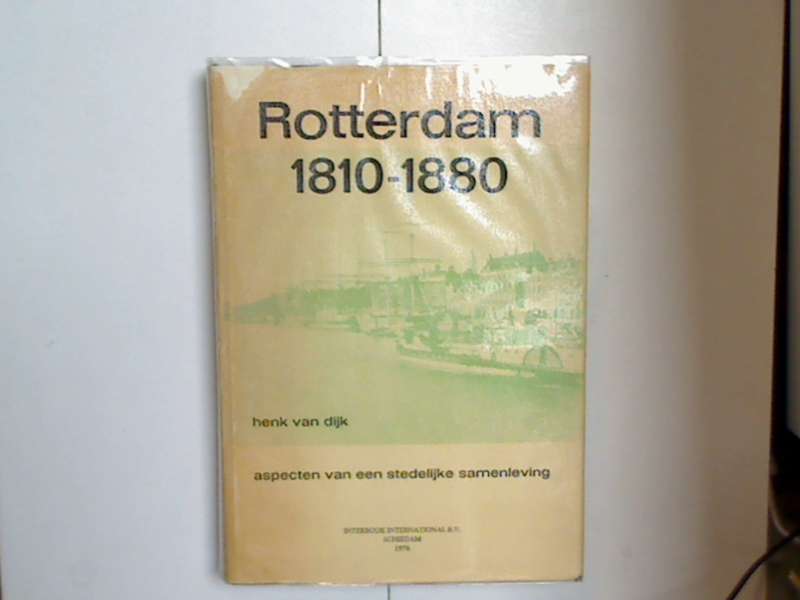 Rotterdam
1810-1880
henk van dijk
aspecten van een stedelijke samenleving
INTERBOOK INTERNATIONAL B.V.
SCHIEDAM
1976